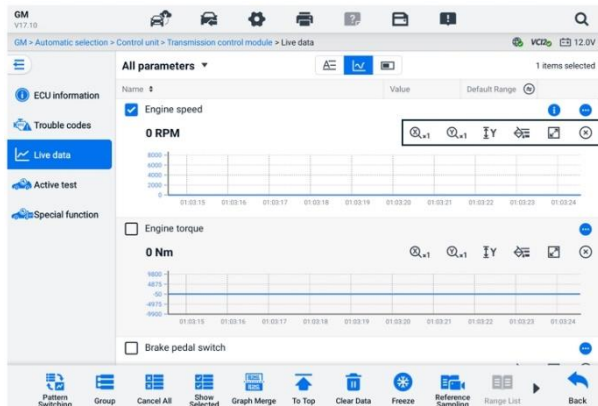 GM
V17.10
GM > Automatic selection > Control unit > Transmission control module > Live data
VCI 12.0V
All parameters
1 items selected
Name Value Default Range
ECU information
Trouble codes
Live data
Active test
Special function
Engine speed
0 RPM
X×1 Y×1 Y
8000
6000
4000
2000
0
01:03:15 01:03:16 01:03:17 01:03:18 01:03:19 01:03:20 01:03:21 01:03:22 01:03:23 01:03:24
Engine torque
0 Nm
X×1 Y×1 Y
9800
4875
-50
-4975
-9900
01:03:15 01:03:16 01:03:17 01:03:18 01:03:19 01:03:20 01:03:21 01:03:22 01:03:23 01:03:24
Brake pedal switch
Pattern Switching
Group
Cancel All
Show Selected
Graph Merge
To Top
Clear Data
Freeze
Reference Sampling
Range List
Back